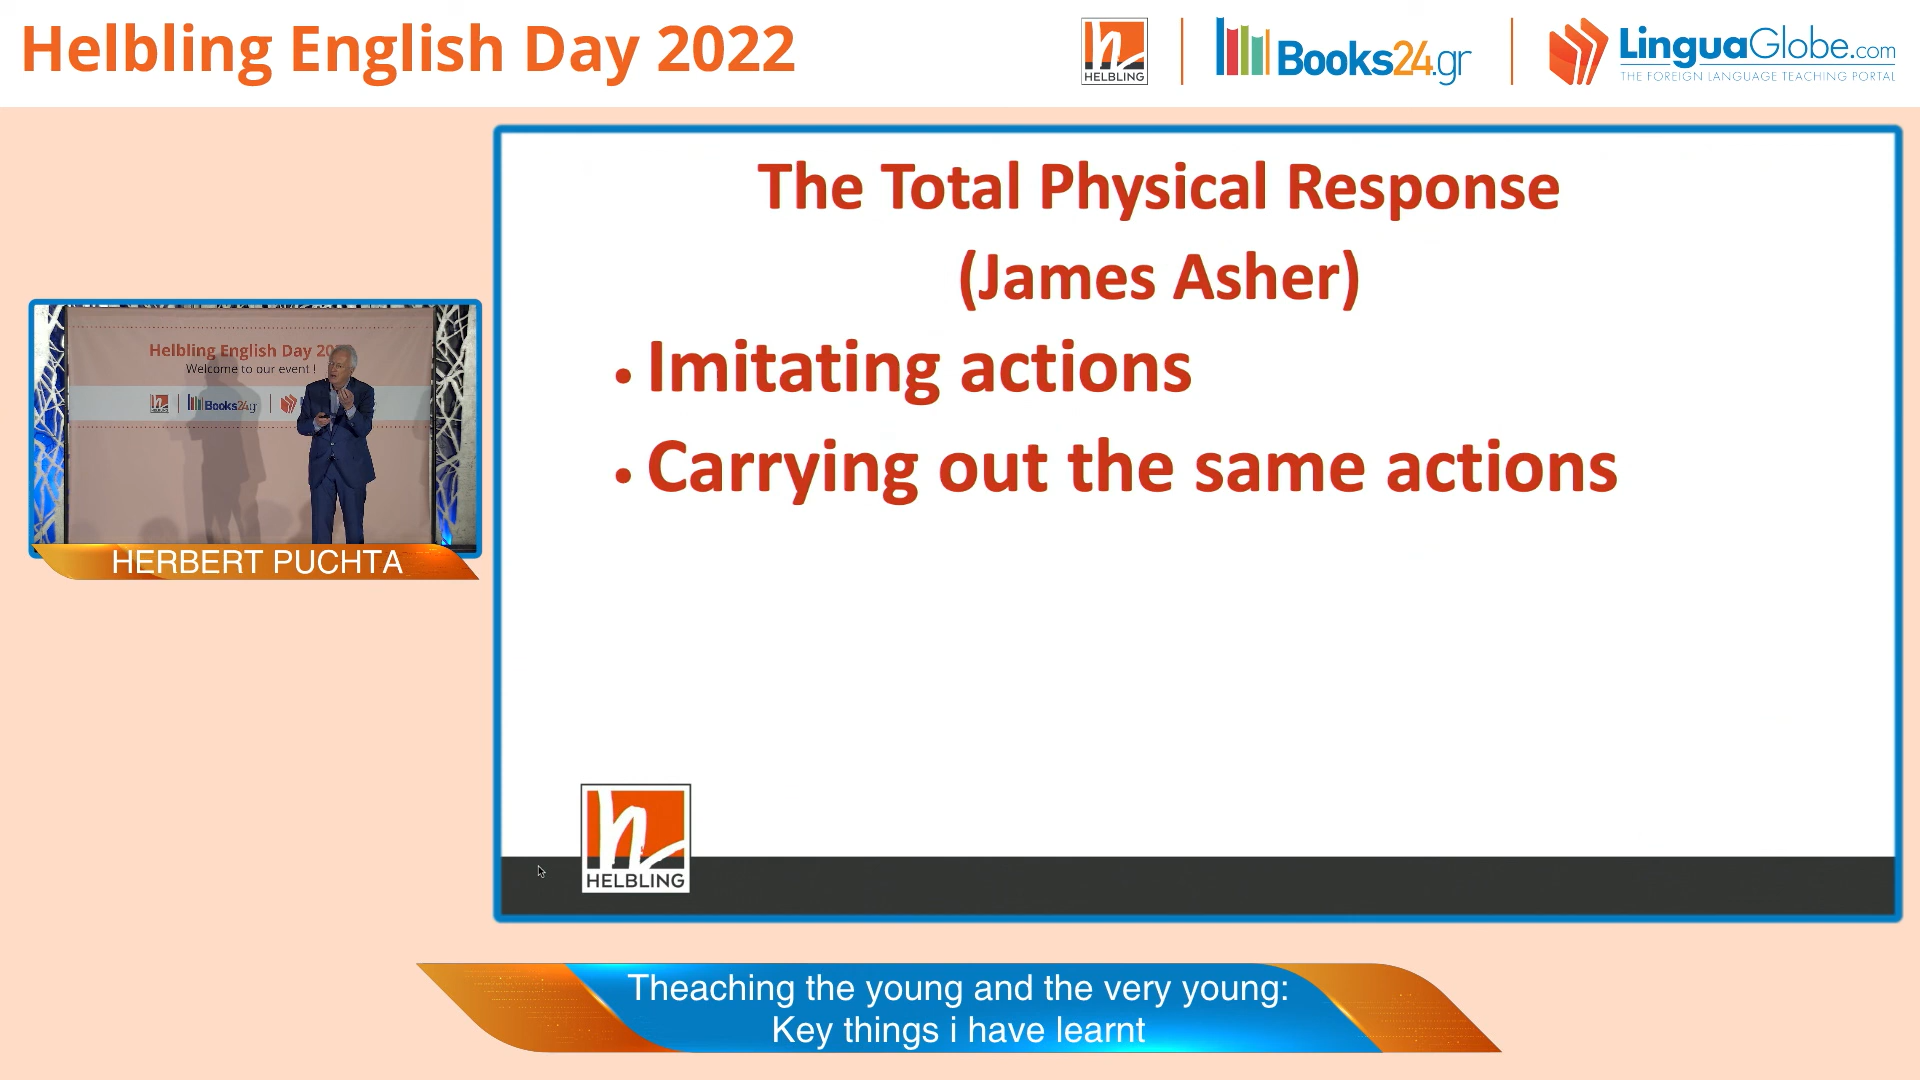 Helbling English Day 2022
HELBLING
Books24.gr
LinguaGlobe.com
THE FOREIGN LANGUAGE TEACHING PORTAL
Helbling English Day 20
Welcome to our event !
HELBLING
Books24.gr
HERBERT PUCHTA
The Total Physical Response
(James Asher)
• Imitating actions
• Carrying out the same actions
HELBLING
Theaching the young and the very young:
Key things i have learnt